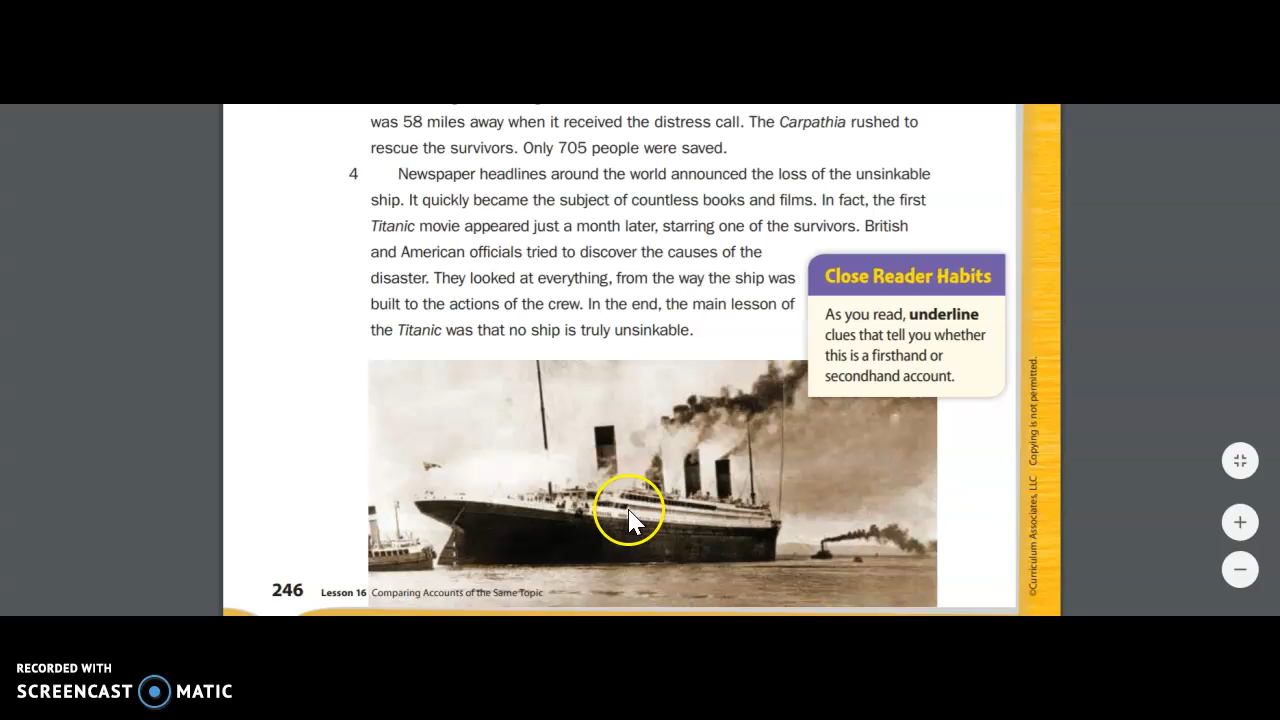 was 58 miles away when it received the distress call. The Carpathia rushed to
rescue the survivors. Only 705 people were saved.
4 Newspaper headlines around the world announced the loss of the unsinkable
ship. It quickly became the subject of countless books and films. In fact, the first
Titanic movie appeared just a month later, starring one of the survivors. British
and American officials tried to discover the causes of the
disaster. They looked at everything, from the way the ship was
built to the actions of the crew. In the end, the main lesson of
the Titanic was that no ship is truly unsinkable.
Close Reader Habits
As you read, underline
clues that tell you whether
this is a firsthand or
secondhand account.
©Curriculum Associates, LLC Copying is not permitted.
246 Lesson 16 Comparing Accounts of the Same Topic
RECORDED WITH
SCREENCAST MATIC